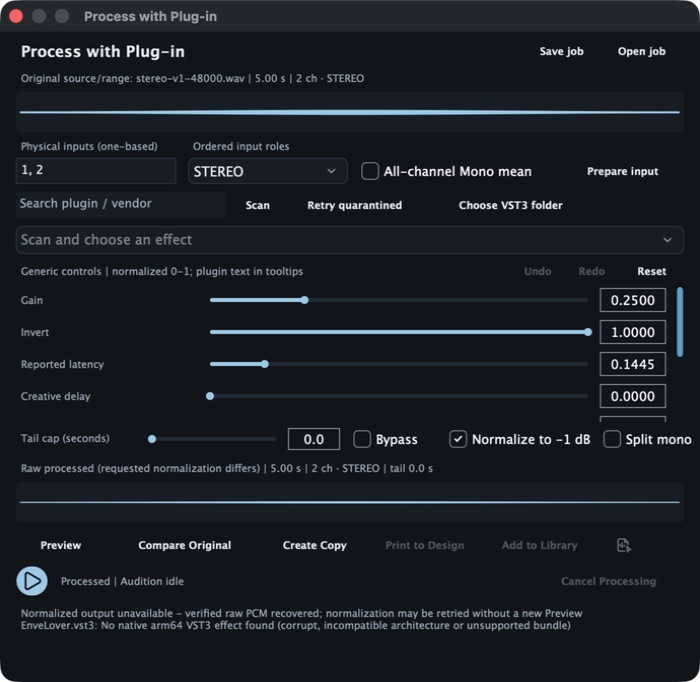 Process with Plug-in
Process with Plug-in
Save job
Open job
Original source/range: stereo-v1-48000.wav | 5.00 s | 2 ch · STEREO
Physical inputs (one-based)
Ordered input roles
1, 2
STEREO
All-channel Mono mean
Prepare input
Search plugin / vendor
Scan
Retry quarantined
Choose VST3 folder
Scan and choose an effect
Generic controls | normalized 0-1; plugin text in tooltips
Undo
Redo
Reset
Gain
0.2500
Invert
1.0000
Reported latency
0.1445
Creative delay
0.0000
Tail cap (seconds)
0.0
Bypass
Normalize to -1 dB
Split mono
Raw processed (requested normalization differs) | 5.00 s | 2 ch · STEREO | tail 0.0 s
Preview
Compare Original
Create Copy
Print to Design
Add to Library
Processed | Audition idle
Cancel Processing
Normalized output unavailable – verified raw PCM recovered; normalization may be retried without a new Preview
EnveLover.vst3: No native arm64 VST3 effect found (corrupt, incompatible architecture or unsupported bundle)